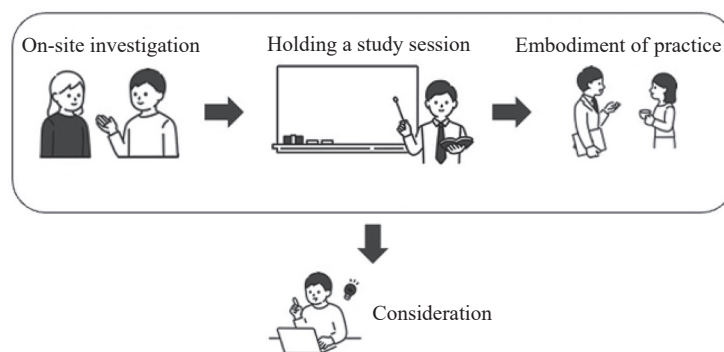 On-site investigation
Holding a study session
Embodiment of practice
Consideration